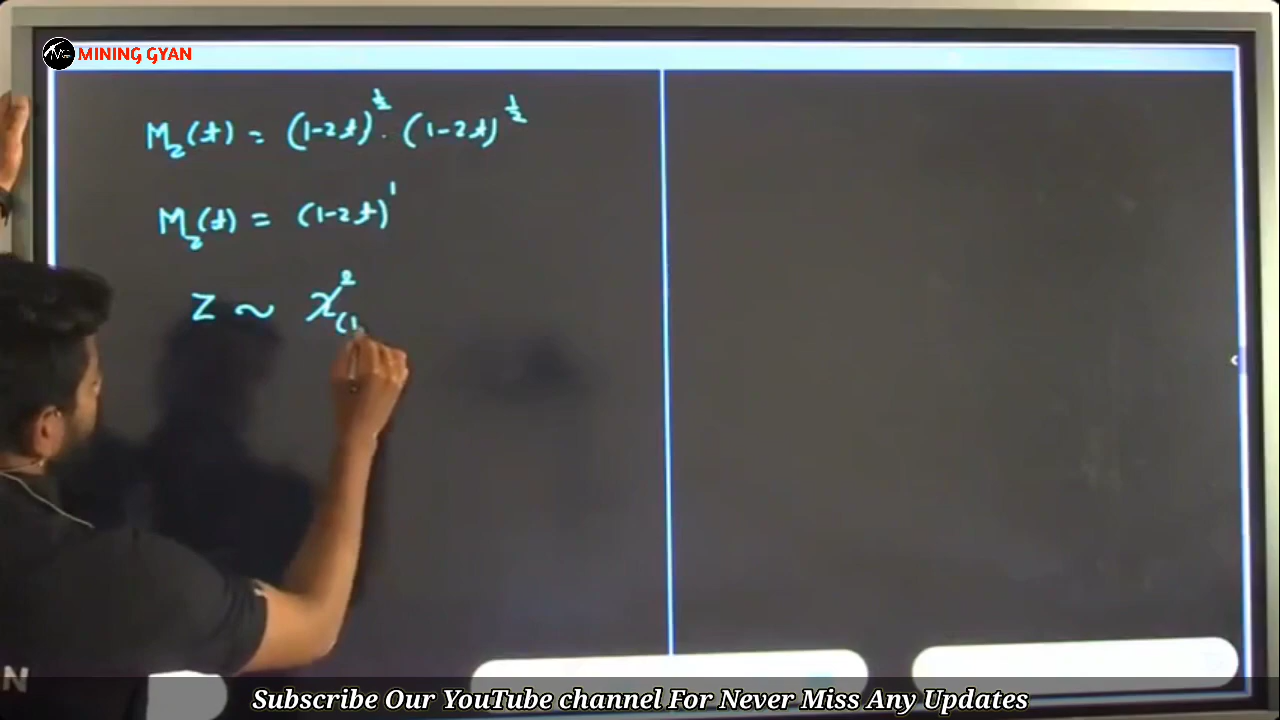 MINING GYAN
M_z(t) = (1-2t)^{1/2} . (1-2t)^{1/2}
M_z(t) = (1-2t)^1
Z ~ χ^2_{(1
N
Subscribe Our YouTube channel For Never Miss Any Updates